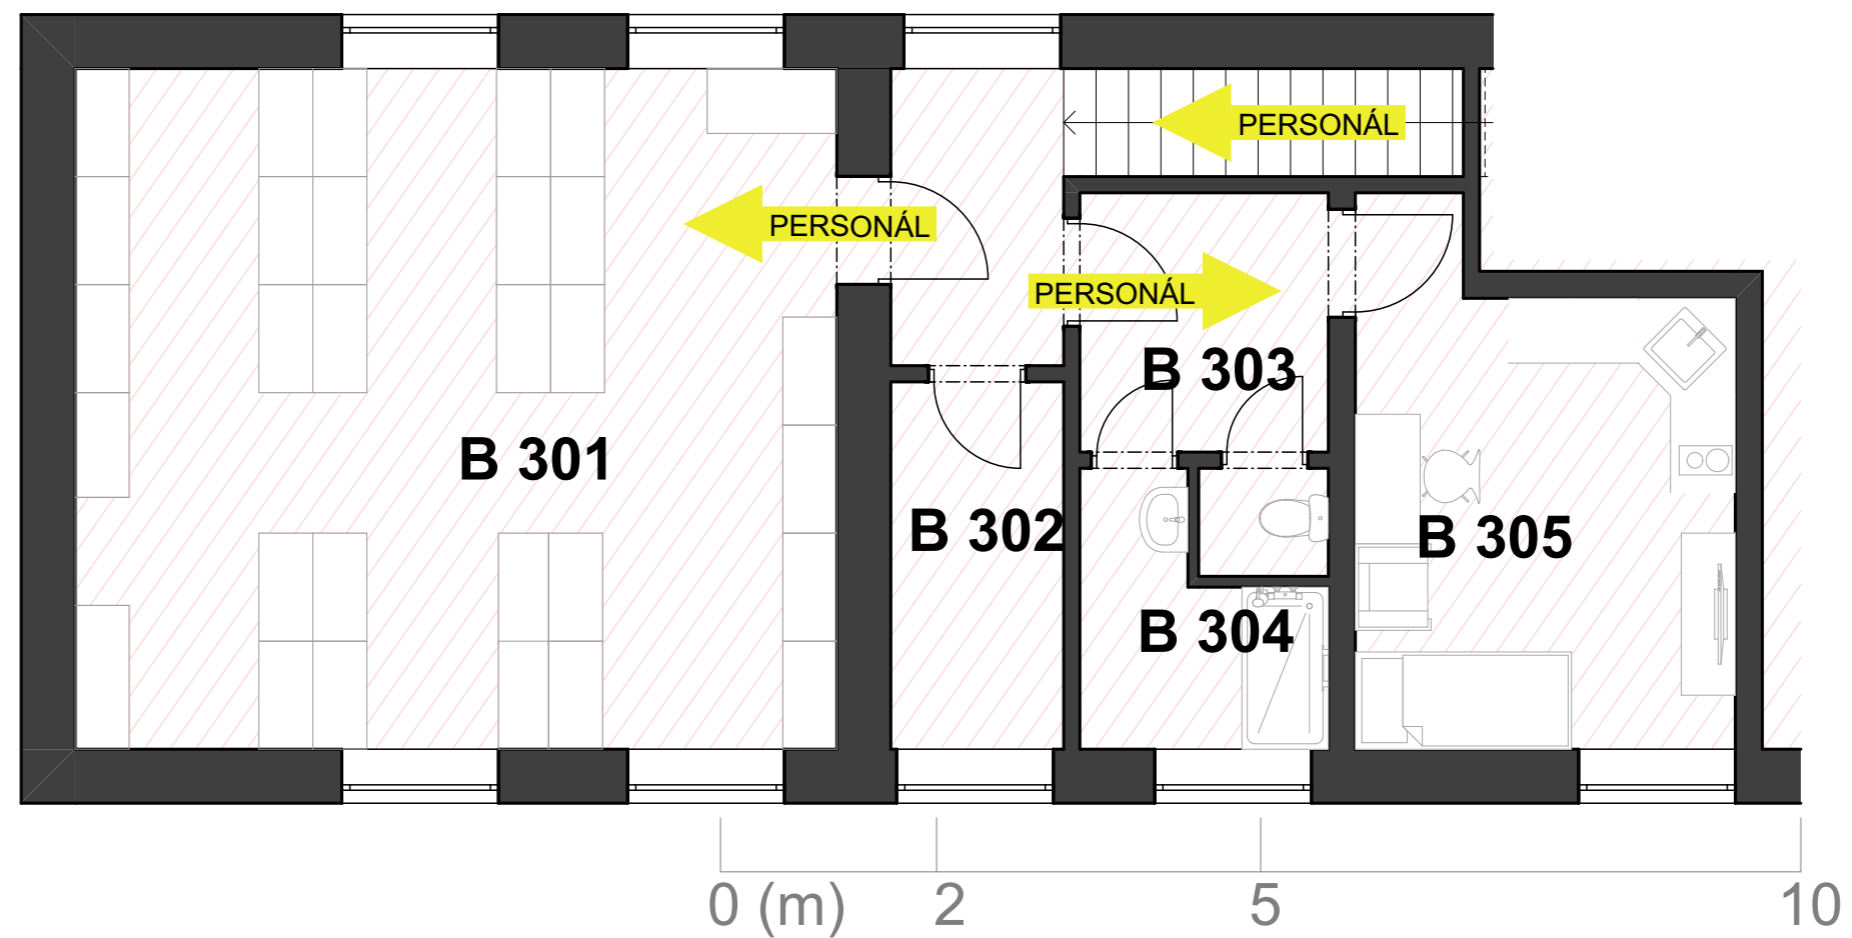 PERSONÁL
PERSONÁL
PERSONÁL
B 303
B 301
B 302
B 305
B 304
0 (m) 2 5 10